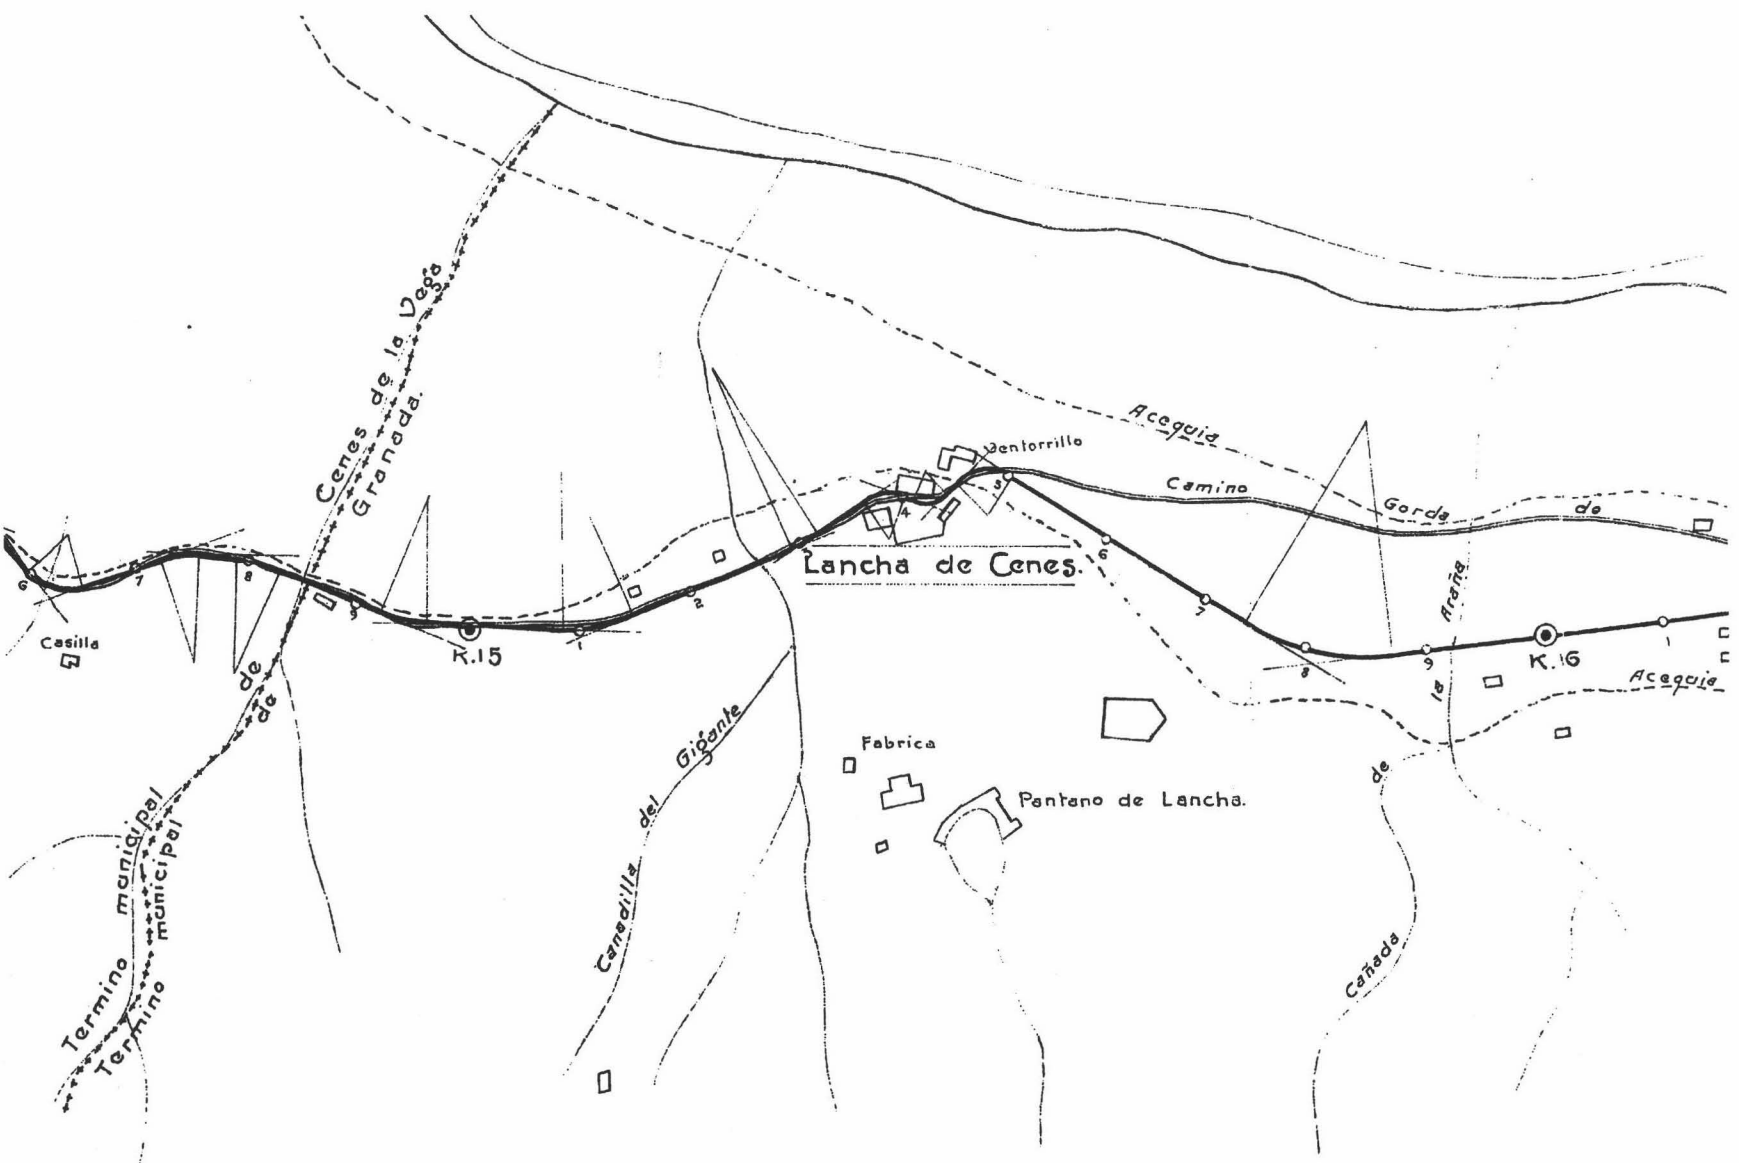 Termino municipal de Cenes de la Vega
Termino municipal de Granada.
Casilla
6
7
8
9
K.15
1
2
4
5
6
7
8
9
K.16
1
Ventorrillo
Lancha de Cenes.
Acequia Gorda
Camino de
Acequia
Canadilla del Gigante
Fabrica
Pantano de Lancha.
Cañada de la Araña